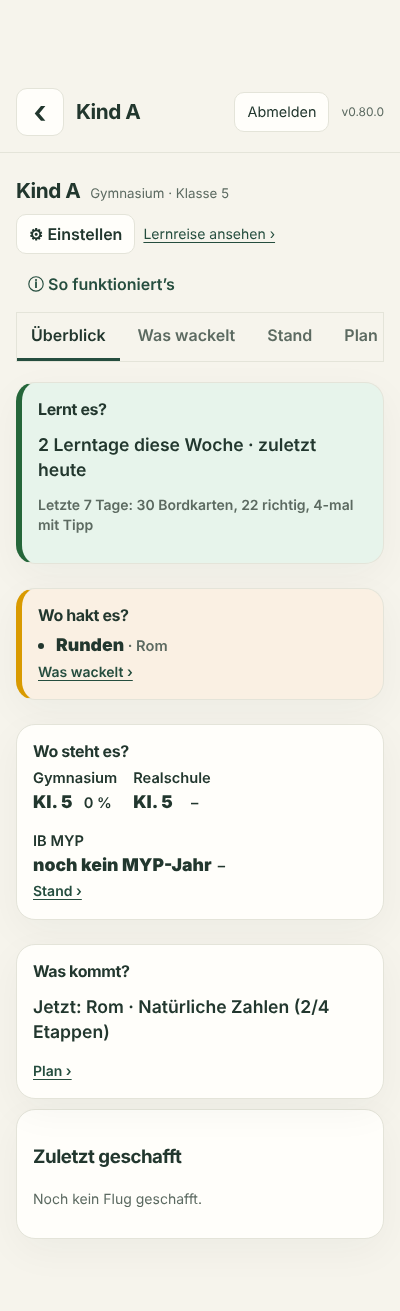 ‹ Kind A Abmelden v0.80.0
Kind A Gymnasium · Klasse 5
⚙ Einstellen Lernreise ansehen ›
ⓘ So funktioniert's
Überblick Was wackelt Stand Plan
Lernt es?
2 Lerntage diese Woche · zuletzt
heute
Letzte 7 Tage: 30 Bordkarten, 22 richtig, 4-mal
mit Tipp
Wo hakt es?
• Runden · Rom
Was wackelt ›
Wo steht es?
Gymnasium Realschule
Kl. 5 0 % Kl. 5 –
IB MYP
noch kein MYP-Jahr –
Stand ›
Was kommt?
Jetzt: Rom · Natürliche Zahlen (2/4
Etappen)
Plan ›
Zuletzt geschafft
Noch kein Flug geschafft.